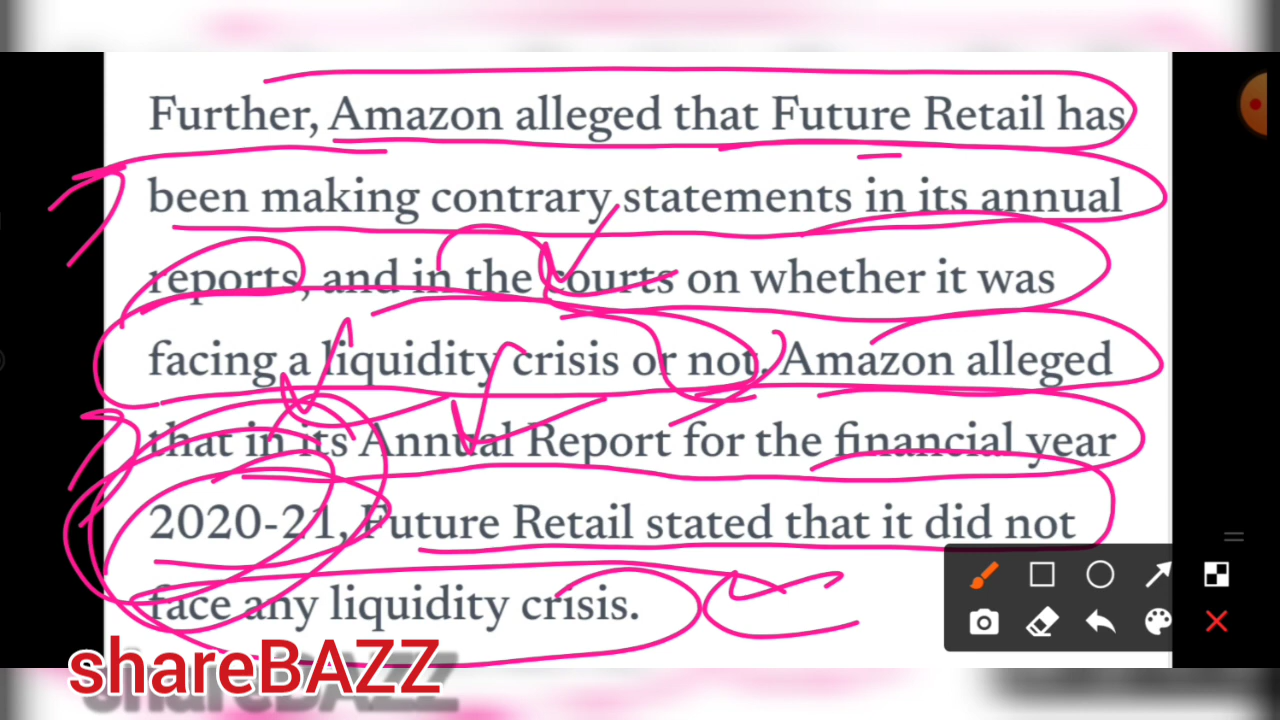 Further, Amazon alleged that Future Retail has
been making contrary statements in its annual
reports, and in the courts on whether it was
facing a liquidity crisis or not. Amazon alleged
that in its Annual Report for the financial year
2020-21, Future Retail stated that it did not
face any liquidity crisis.
shareBAZZ